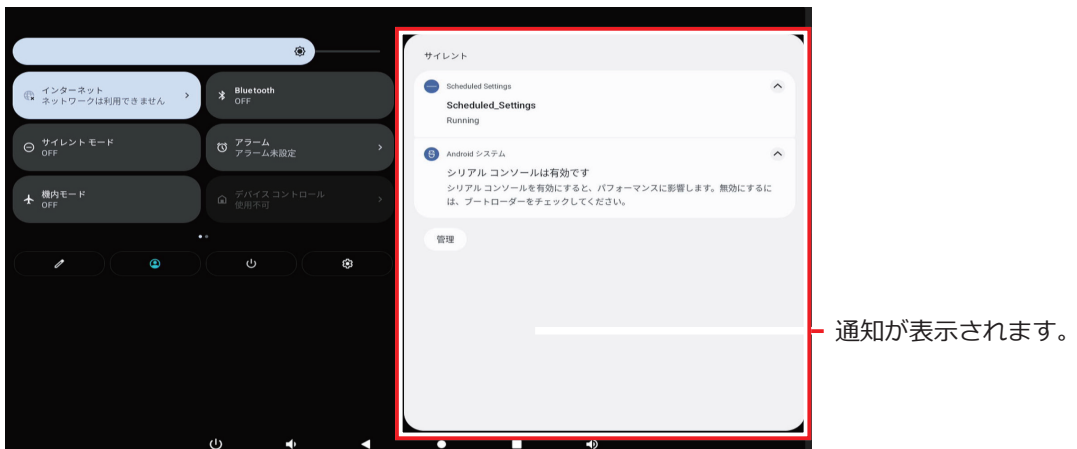 インターネット
ネットワークは利用できません
Bluetooth
OFF
サイレント モード
OFF
アラーム
アラーム未設定
機内モード
OFF
デバイス コントロール
使用不可
サイレント
Scheduled Settings
Scheduled_Settings
Running
Android システム
シリアル コンソールは有効です
シリアル コンソールを有効にすると、パフォーマンスに影響します。無効にするに
は、ブートローダーをチェックしてください。
管理
通知が表示されます。